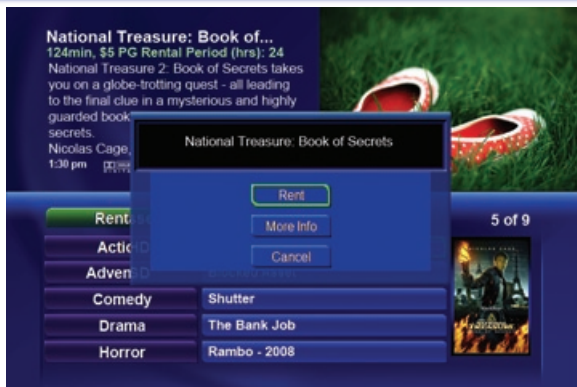 National Treasure: Book of...
124min, $5 PG Rental Period (hrs): 24
National Treasure 2: Book of Secrets takes
you on a globe-trotting quest - all leading
to the final clue in a mysterious and highly
guarded book
secrets.
Nicolas Cage,
1:30 pm
National Treasure: Book of Secrets
Rent
More Info
Cancel
5 of 9
Comedy
Shutter
Drama
The Bank Job
Horror
Rambo - 2008